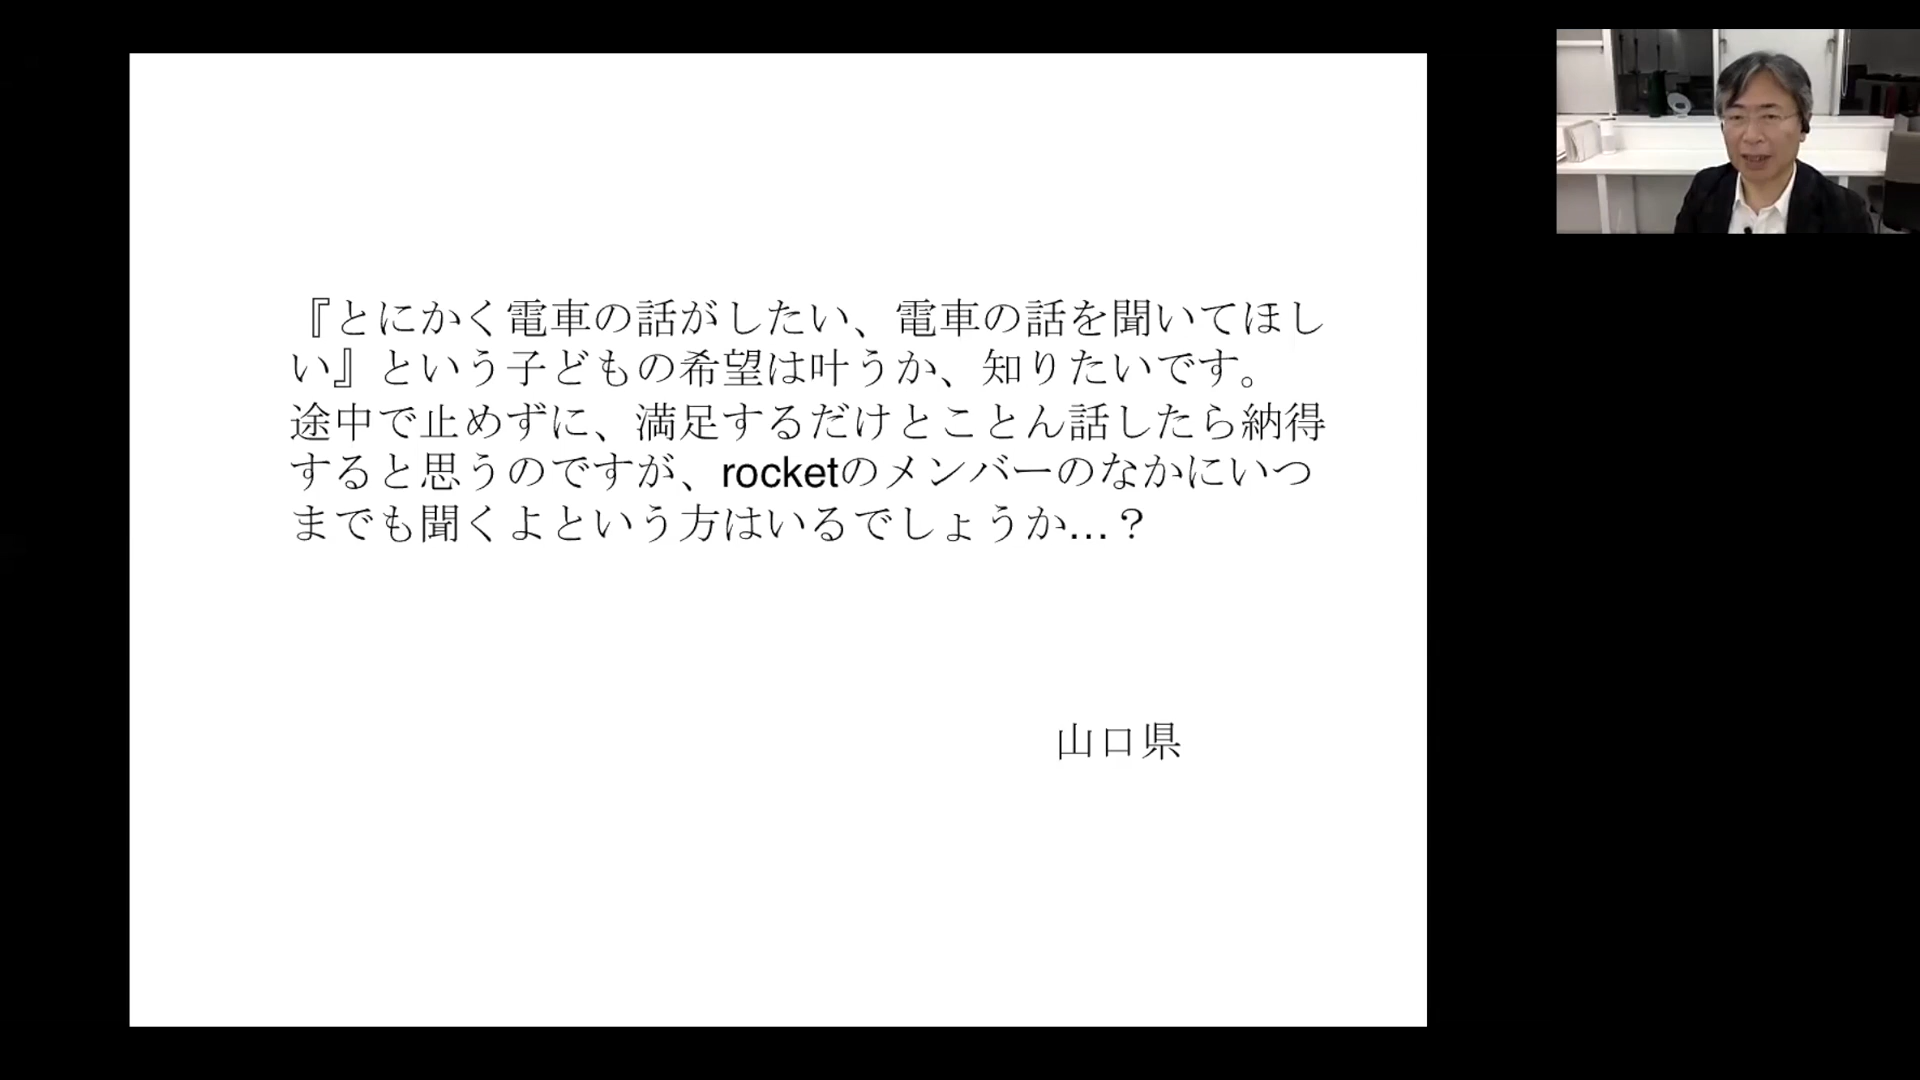 『とにかく電車の話がしたい、電車の話を聞いてほし
い』という子どもの希望は叶うか、知りたいです。
途中で止めずに、満足するだけとことん話したら納得
すると思うのですが、rocketのメンバーのなかにいつ
までも聞くよという方はいるでしょうか…？
山口県